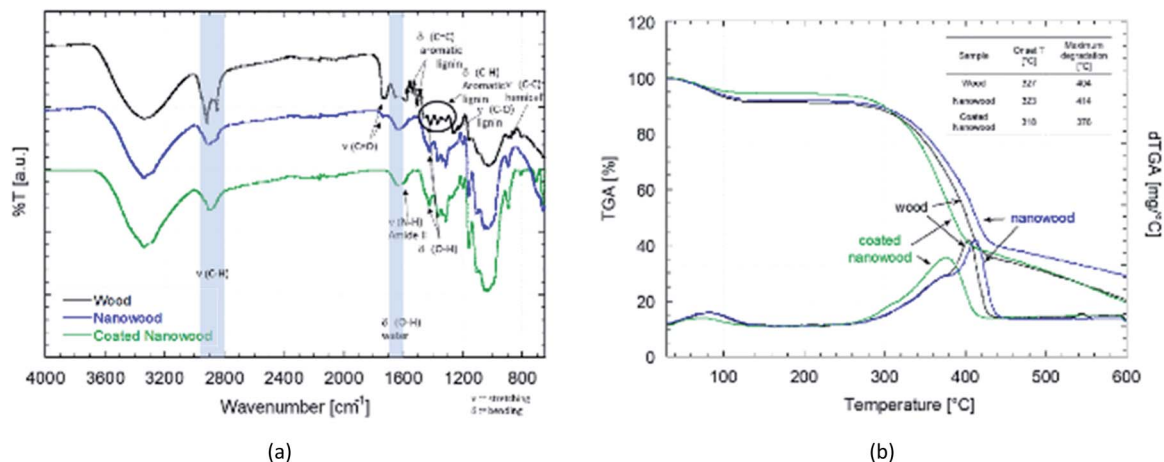 δ (C=C)
aromatic
lignin
δ (C-H)
Aromatic
lignin
ν (C-O)
lignin
ν (C=O)
ν (N-H)
Amide II
δ (O-H)
ν (C-H)
δ (O-H)
water
%T [a.u.]
Wood
Nanowood
Coated Nanowood
4000 3600 3200 2800 2400 2000 1600 1200 800
Wavenumber [cm⁻¹]
ν = stretching
δ = bending
(a)
Sample Onset T [°C] Maximum degradation [°C]
Wood 327 404
Nanowood 323 414
Coated Nanowood 318 376
TGA [%]
120
100
80
60
40
20
0
wood
nanowood
coated
nanowood
dTGA [mg/°C]
100 200 300 400 500 600
Temperature [°C]
(b)